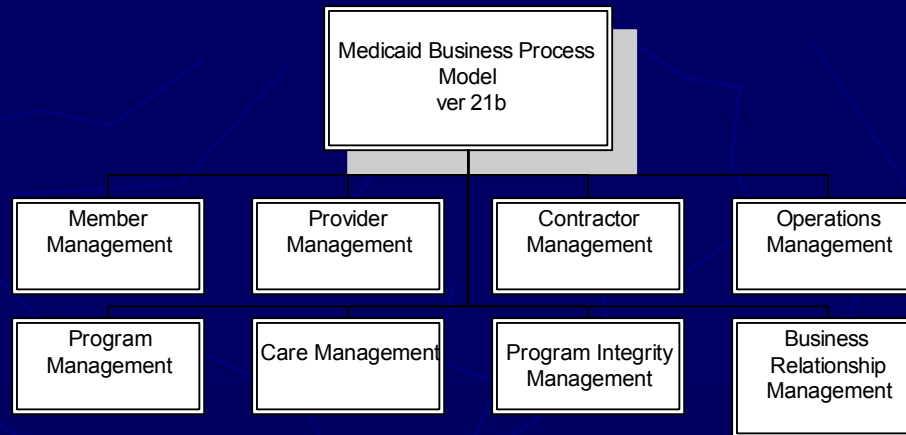 Medicaid Business Process
Model
ver 21b
Member
Management
Provider
Management
Contractor
Management
Operations
Management
Program
Management
Care Management
Program Integrity
Management
Business
Relationship
Management